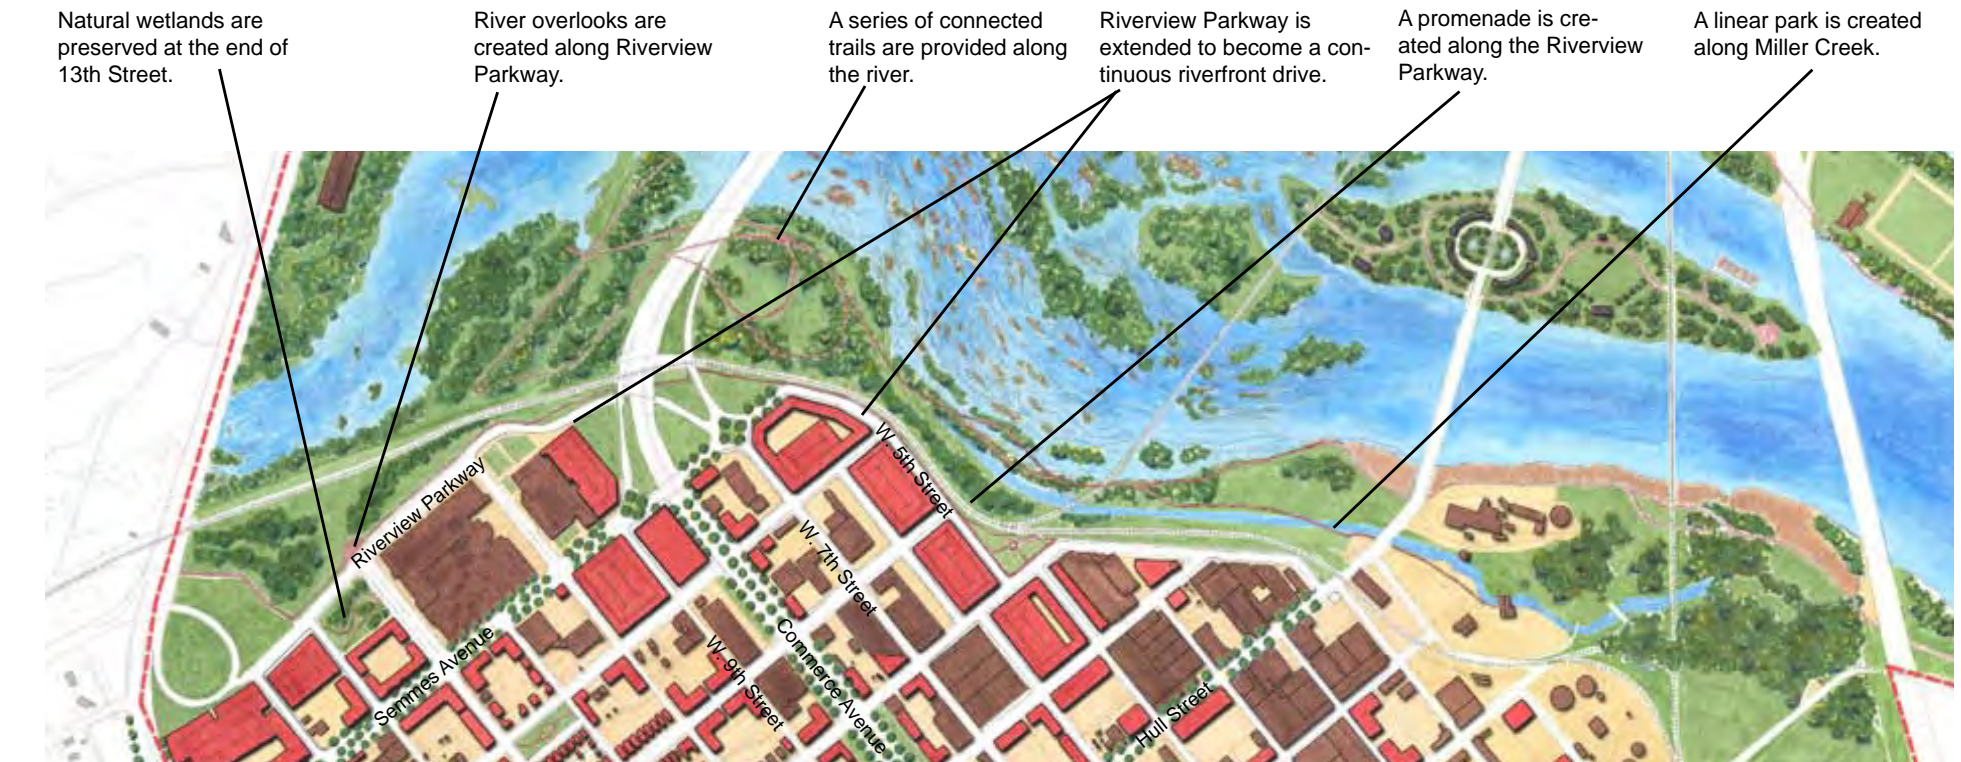 Natural wetlands are
preserved at the end of
13th Street.
River overlooks are
created along Riverview
Parkway.
A series of connected
trails are provided along
the river.
Riverview Parkway is
extended to become a con-
tinuous riverfront drive.
A promenade is cre-
ated along the Riverview
Parkway.
A linear park is created
along Miller Creek.
Riverview Parkway
W. 5th Street
W. 7th Street
Semmes Avenue
W. 9th Street
Commerce Avenue
Hull Street